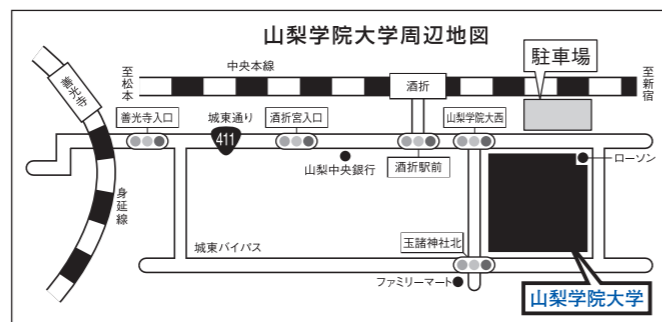 山梨学院大学周辺地図
中央本線
至松本
酒折
駐車場
至新宿
善光寺
善光寺入口
城東通り
411
酒折宮入口
山梨学院大西
山梨中央銀行
酒折駅前
ローソン
身延線
城東バイパス
玉諸神社北
ファミリーマート
山梨学院大学